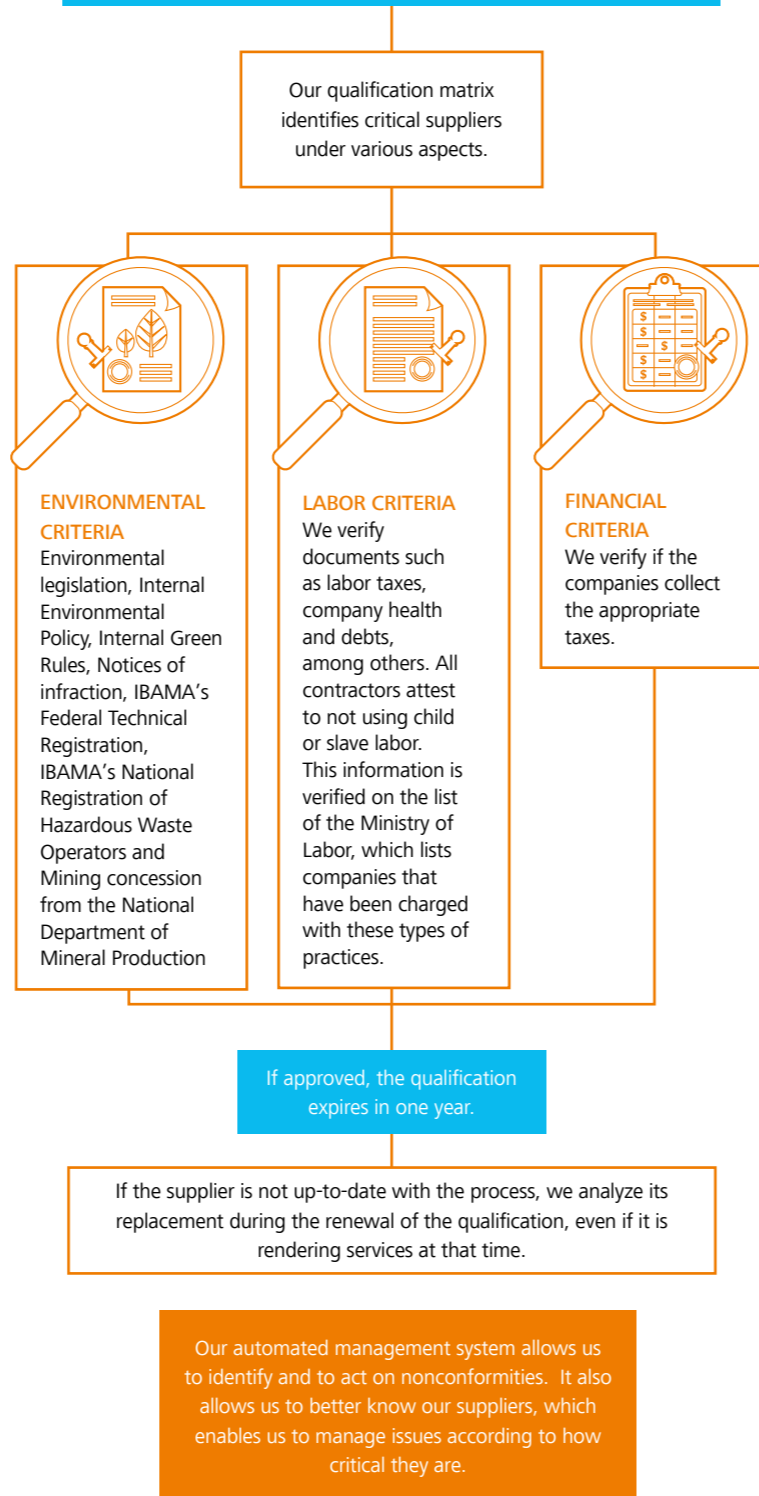 Our qualification matrix
identifies critical suppliers
under various aspects.
$
$
$
$
$
ENVIRONMENTAL
CRITERIA
Environmental
legislation, Internal
Environmental
Policy, Internal Green
Rules, Notices of
infraction, IBAMA’s
Federal Technical
Registration,
IBAMA’s National
Registration of
Hazardous Waste
Operators and
Mining concession
from the National
Department of
Mineral Production
LABOR CRITERIA
We verify
documents such
as labor taxes,
company health
and debts,
among others. All
contractors attest
to not using child
or slave labor.
This information is
verified on the list
of the Ministry of
Labor, which lists
companies that
have been charged
with these types of
practices.
FINANCIAL
CRITERIA
We verify if the
companies collect
the appropriate
taxes.
If approved, the qualification
expires in one year.
If the supplier is not up-to-date with the process, we analyze its
replacement during the renewal of the qualification, even if it is
rendering services at that time.
Our automated management system allows us
to identify and to act on nonconformities.  It also
allows us to better know our suppliers, which
enables us to manage issues according to how
critical they are.